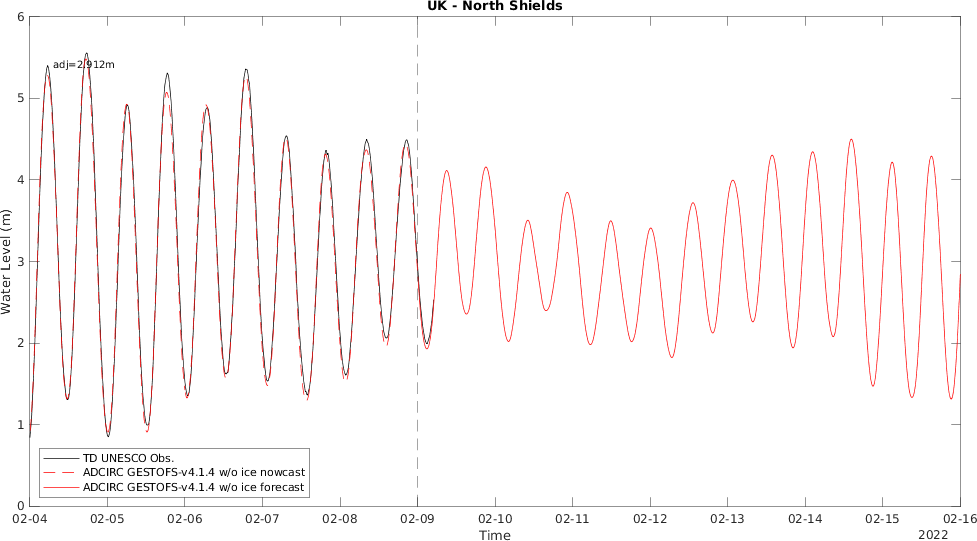 UK - North Shields
adj=2.912m
Water Level (m)
6
5
4
3
2
1
0
TD UNESCO Obs.
ADCIRC GESTOFS-v4.1.4 w/o ice nowcast
ADCIRC GESTOFS-v4.1.4 w/o ice forecast
02-04 02-05 02-06 02-07 02-08 02-09 02-10 02-11 02-12 02-13 02-14 02-15 02-16
Time
2022